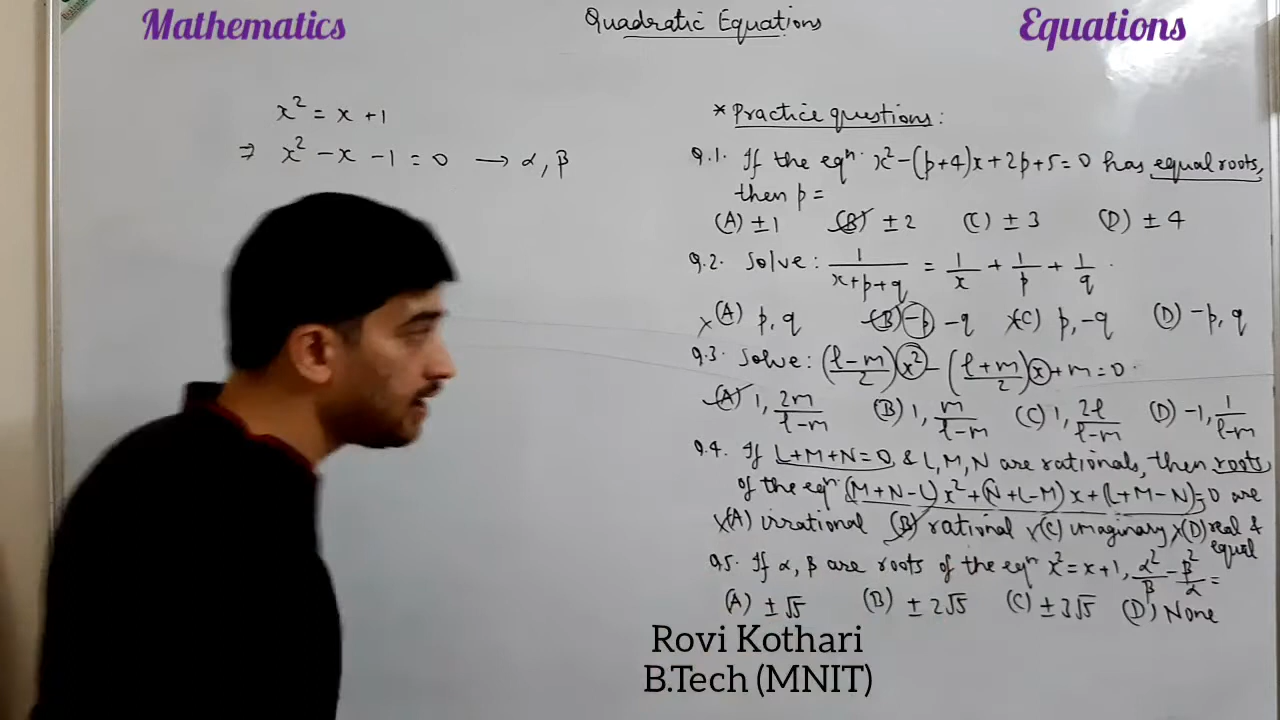 Mathematics
Quadratic Equations
Equations
x² = x + 1
⇒ x² - x - 1 = 0 → α, β
* Practice questions:
Q.1. If the eqⁿ. x² - (p+4)x + 2p + 5 = 0 has equal roots,
then p =
(A) ± 1 (B) ± 2 (C) ± 3 (D) ± 4
Q.2. Solve: 1/(x+p+q) = 1/x + 1/p + 1/q.
(A) p, q (B) -p, -q (C) p, -q (D) -p, q
Q.3. Solve: ((l-m)/2) x² - ((l+m)/2) x + m = 0.
(A) 1, 2m/(l-m) (B) 1, m/(l-m) (C) 1, 2l/(l-m) (D) -1, 1/(l-m)
Q.4. If L+M+N=0, & L, M, N are rationals, then roots
of the eqⁿ. (M+N-L) x² + (N+L-M) x + (L+M-N) = 0 are
(A) irrational (B) rational (C) imaginary (D) real & equal
Q.5. If α, β are roots of the eqⁿ x² = x + 1, α²/β - β²/α =
(A) ± √5 (B) ± 2√5 (C) ± 3√5 (D) None
Rovi Kothari
B.Tech (MNIT)